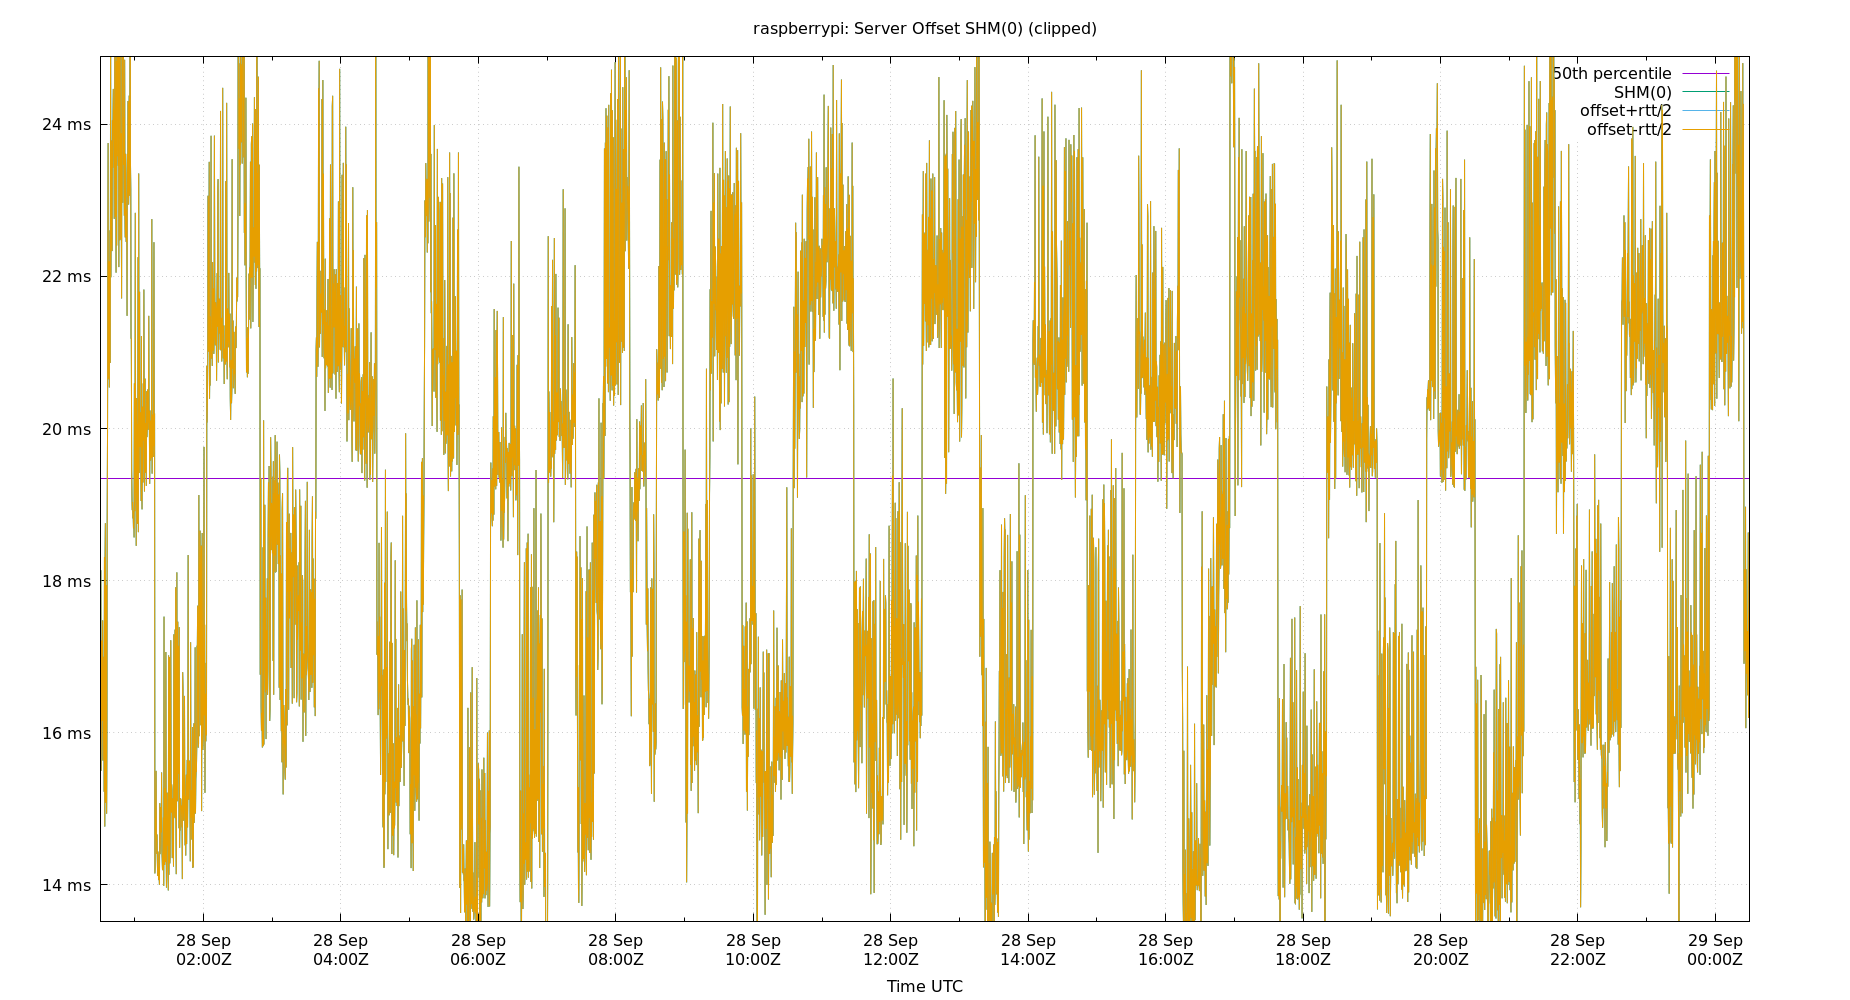 raspberrypi: Server Offset SHM(0) (clipped)
50th percentile
SHM(0)
offset+rtt/2
offset-rtt/2
24 ms
22 ms
20 ms
18 ms
16 ms
14 ms
28 Sep 28 Sep 28 Sep 28 Sep 28 Sep 28 Sep 28 Sep 28 Sep 28 Sep 28 Sep 28 Sep 29 Sep
02:00Z 04:00Z 06:00Z 08:00Z 10:00Z 12:00Z 14:00Z 16:00Z 18:00Z 20:00Z 22:00Z 00:00Z
Time UTC